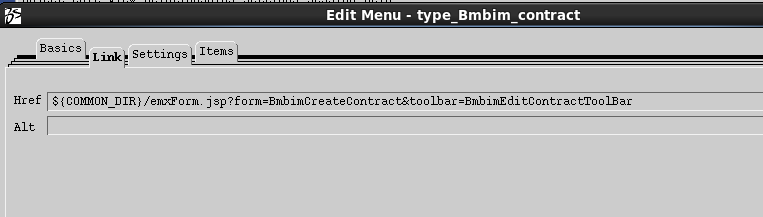 Edit Menu - type_Bmbim_contract
Basics Link Settings Items
Href ${COMMON_DIR}/emxForm.jsp?form=BmbimCreateContract&toolbar=BmbimEditContractToolBar
Alt